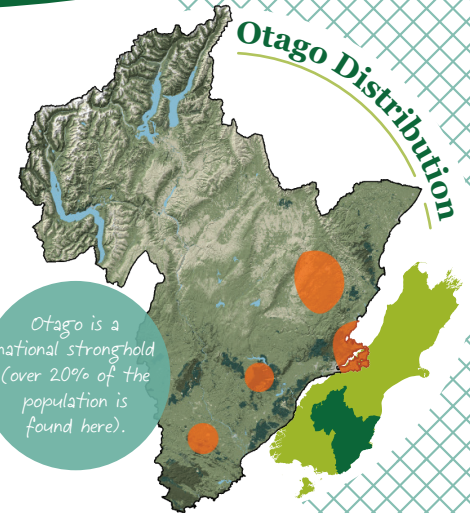 Otago Distribution
Otago is a
national stronghold
(over 20% of the
population is
found here).